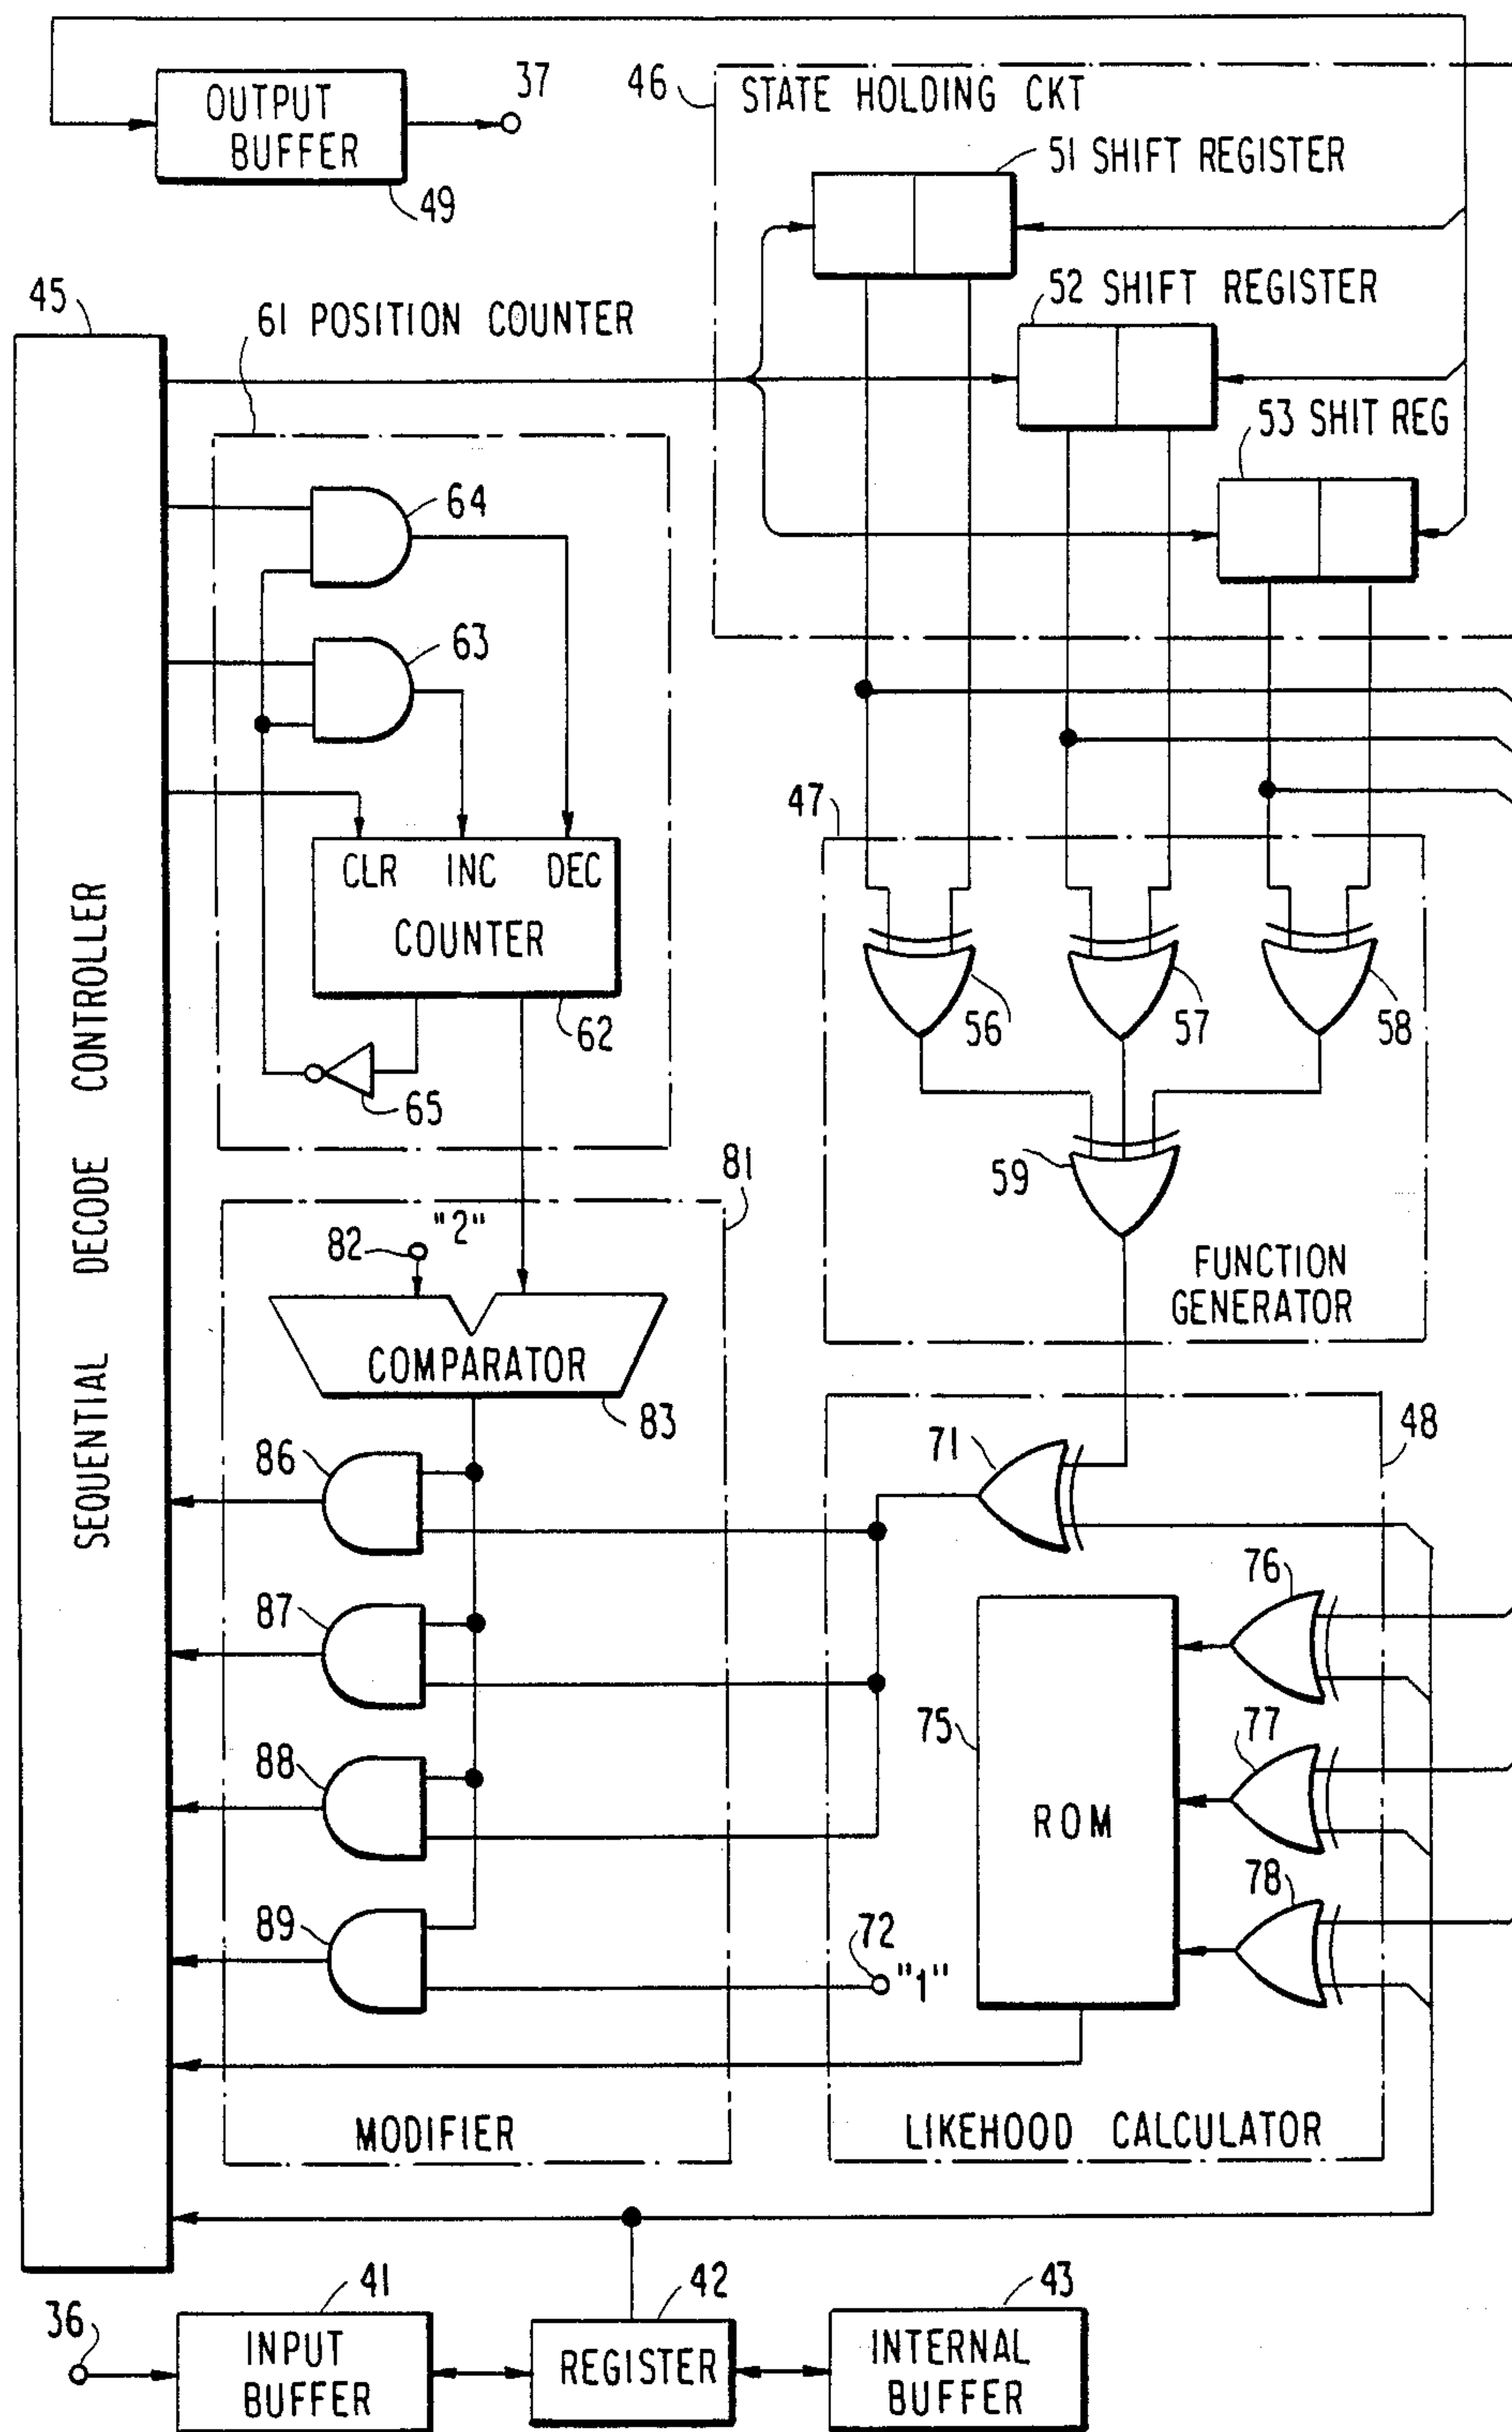 46 STATE HOLDING CKT
OUTPUT
BUFFER
37
49
51 SHIFT REGISTER
52 SHIFT REGISTER
53 SHIT REG
45
61 POSITION COUNTER
64
63
CLR INC DEC
COUNTER
62
65
SEQUENTIAL DECODE CONTROLLER
47
56
57
58
59
FUNCTION
GENERATOR
81
82
"2"
COMPARATOR
83
86
87
88
89
MODIFIER
48
71
76
77
78
75
ROM
72
"1"
LIKEHOOD CALCULATOR
36
41
INPUT
BUFFER
42
REGISTER
43
INTERNAL
BUFFER